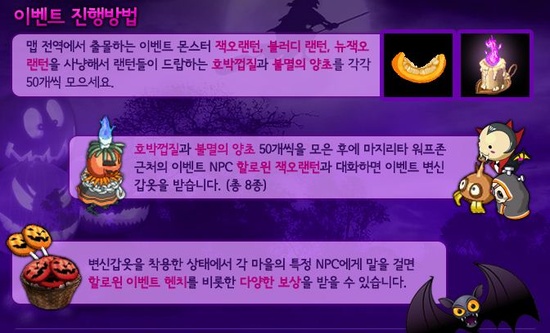 이벤트 진행방법
맵 전역에서 출몰하는 이벤트 몬스터 잭오랜턴, 블러디 랜턴, 뉴잭오
랜턴을 사냥해서 랜턴들이 드랍하는 호박껍질과 불멸의 양초를 각각
50개씩 모으세요.
호박껍질과 불멸의 양초 50개씩을 모은 후에 마지리타 워프존
근처의 이벤트 NPC 할로윈 잭오랜턴과 대화하면 이벤트 변신
갑옷을 받습니다. (총 8종)
변신갑옷을 착용한 상태에서 각 마을의 특정 NPC에게 말을 걸면
할로윈 이벤트 헨치를 비롯한 다양한 보상을 받을 수 있습니다.